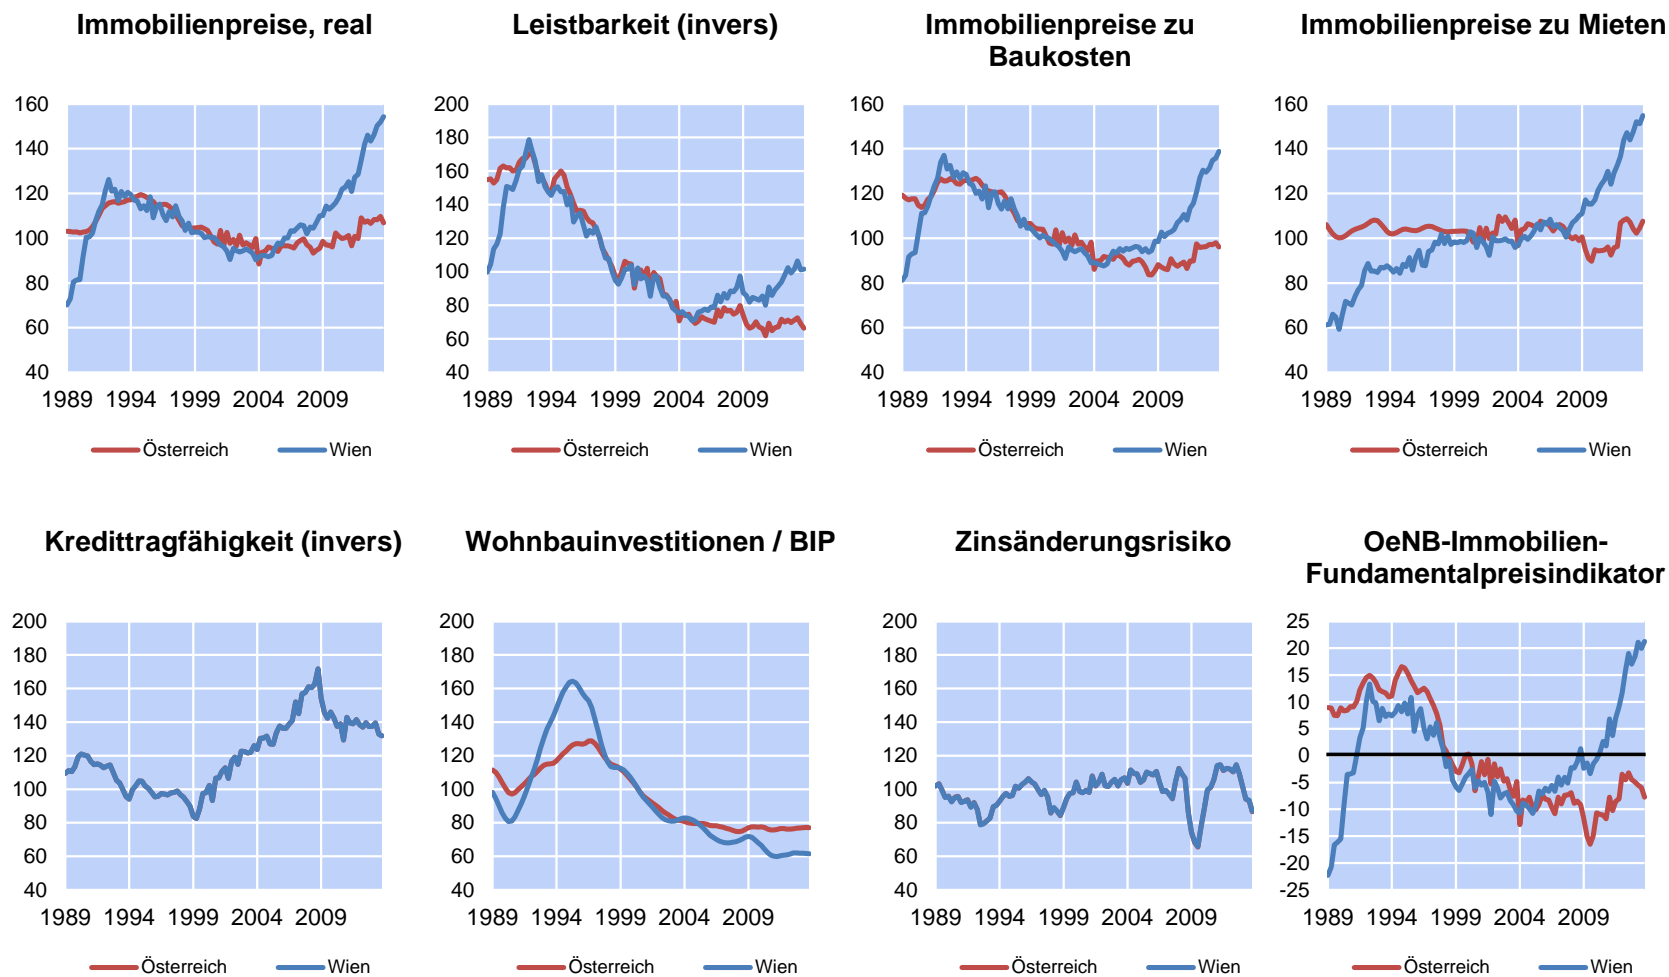 Immobilienpreise, real
160
140
120
100
80
60
40
1989 1994 1999 2004 2009
Österreich Wien
Leistbarkeit (invers)
200
180
160
140
120
100
80
60
40
1989 1994 1999 2004 2009
Österreich Wien
Immobilienpreise zu
Baukosten
160
140
120
100
80
60
40
1989 1994 1999 2004 2009
Österreich Wien
Immobilienpreise zu Mieten
160
140
120
100
80
60
40
1989 1994 1999 2004 2009
Österreich Wien
Kredittragfähigkeit (invers)
200
180
160
140
120
100
80
60
40
1989 1994 1999 2004 2009
Österreich Wien
Wohnbauinvestitionen / BIP
200
180
160
140
120
100
80
60
40
1989 1994 1999 2004 2009
Österreich Wien
Zinsänderungsrisiko
200
180
160
140
120
100
80
60
40
1989 1994 1999 2004 2009
Österreich Wien
OeNB-Immobilien-
Fundamentalpreisindikator
25
20
15
10
5
0
-5
-10
-15
-20
-25
1989 1994 1999 2004 2009
Österreich Wien